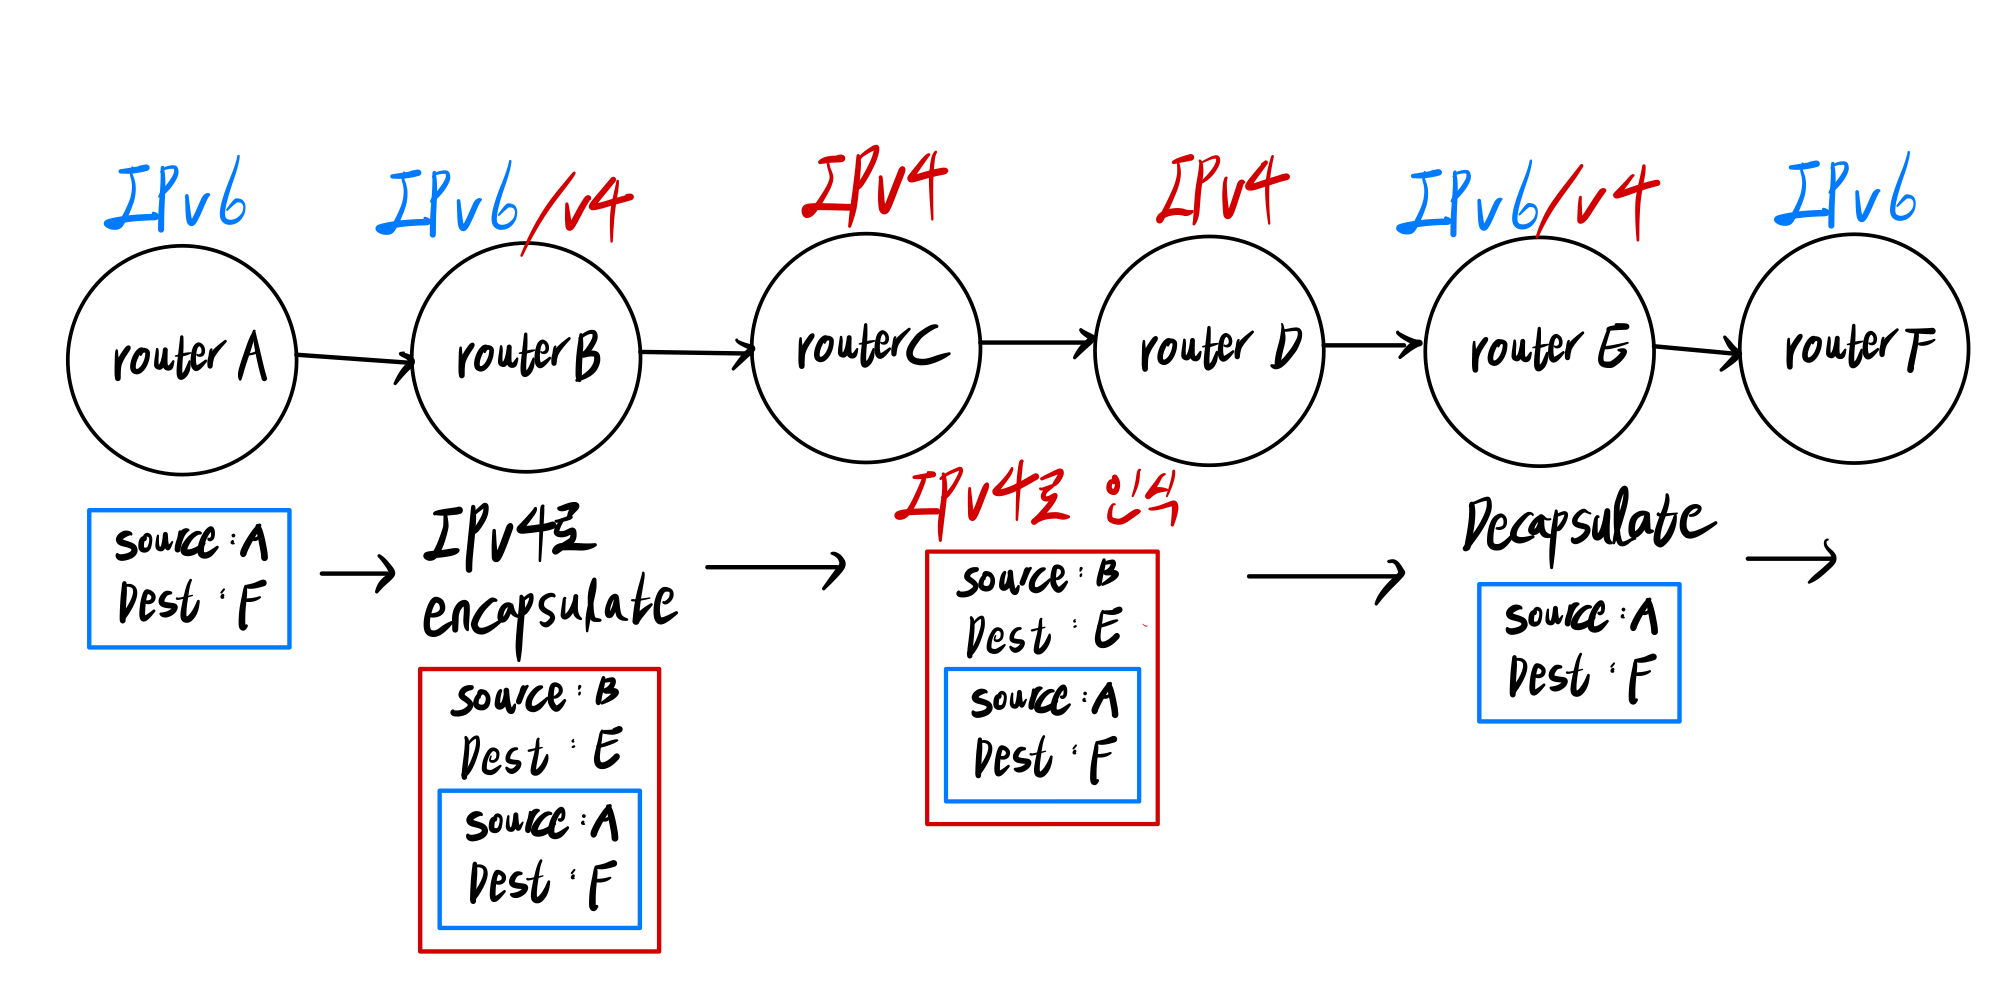 IPv6
IPv6/v4
IPv4
IPv4
IPv6/v4
IPv6
router A
router B
router C
router D
router E
router F
source : A
Dest : F
IPv4로
encapsulate
source : B
Dest : E
source : A
Dest : F
IPv4로 인식
source : B
Dest : E
source : A
Dest : F
Decapsulate
source : A
Dest : F